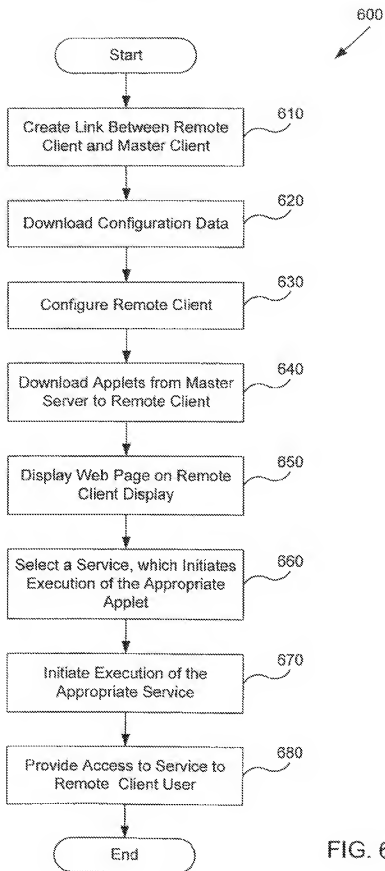 600
Start
610
Create Link Between Remote
Client and Master Client
620
Download Configuration Data
630
Configure Remote Client
640
Download Applets from Master
Server to Remote Client
650
Display Web Page on Remote
Client Display
660
Select a Service, which Initiates
Execution of the Appropriate
Applet
670
Initiate Execution of the
Appropriate Service
680
Provide Access to Service to
Remote Client User
End
FIG. 6